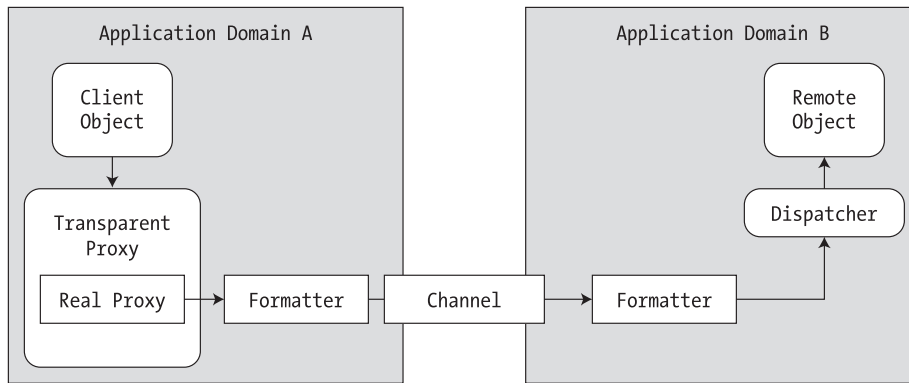 Application Domain A
Client
Object
Transparent
Proxy
Real Proxy
Formatter
Channel
Application Domain B
Remote
Object
Dispatcher
Formatter